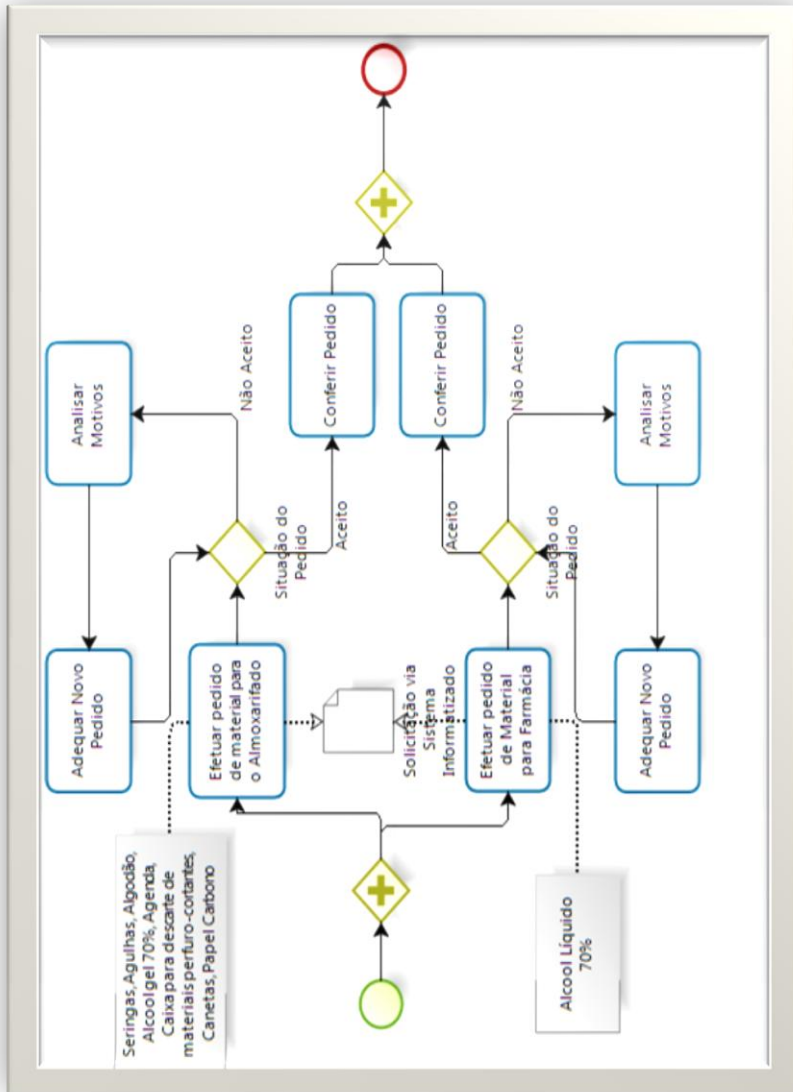 Seringas, Agulhas, Algodão,
Alcool gel 70%, Agenda,
Caixa para descarte de
materiais perfuro-cortantes,
Canetas, Papel Carbono
Adequar Novo
Pedido
Analisar
Motivos
Efetuar pedido
de material para
o Almoxarifado
Situação do
Pedido
Não Aceito
Aceito
Conferir Pedido
Solicitação via
Sistema
Informatizado
Conferir Pedido
Aceito
Efetuar pedido
de Material
para Farmácia
Situação do
Pedido
Não Aceito
Alcool Líquido
70%
Adequar Novo
Pedido
Analisar
Motivos